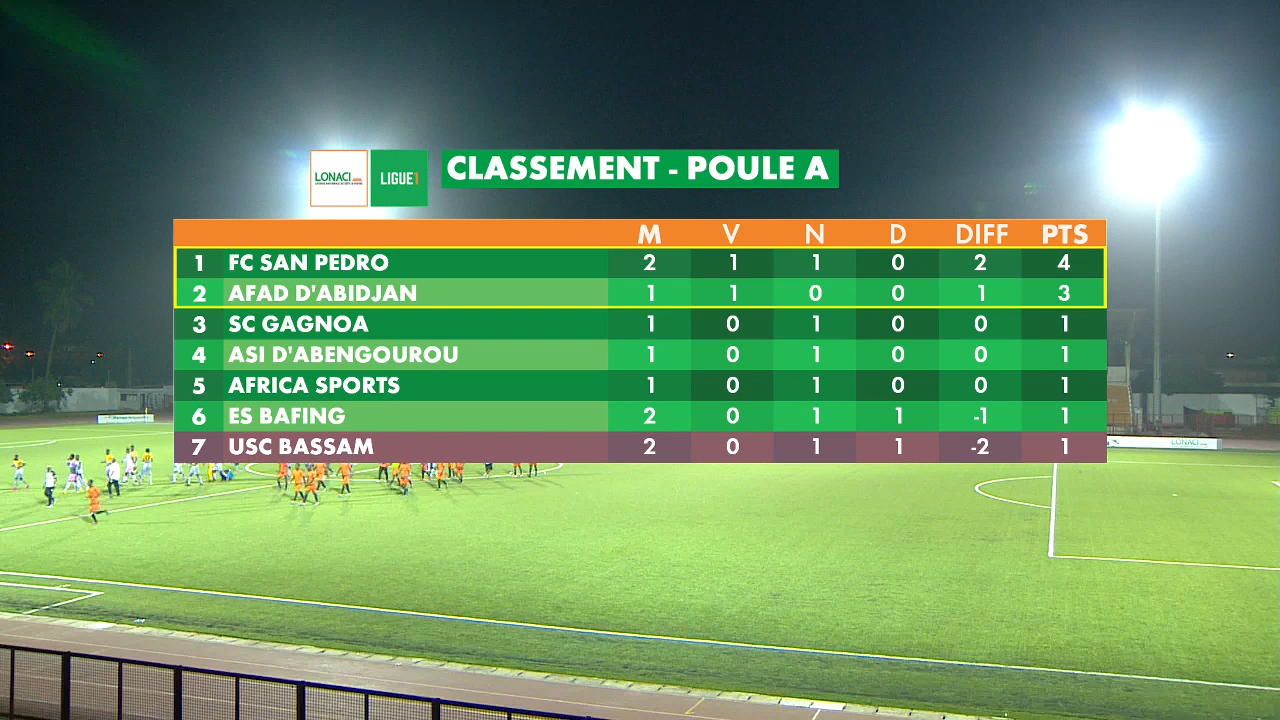 LONACI
LIGUE1
CLASSEMENT - POULE A
M V N D DIFF PTS
1 FC SAN PEDRO 2 1 1 0 2 4
2 AFAD D'ABIDJAN 1 1 0 0 1 3
3 SC GAGNOA 1 0 1 0 0 1
4 ASI D'ABENGOUROU 1 0 1 0 0 1
5 AFRICA SPORTS 1 0 1 0 0 1
6 ES BAFING 2 0 1 1 -1 1
7 USC BASSAM 2 0 1 1 -2 1
LONACI